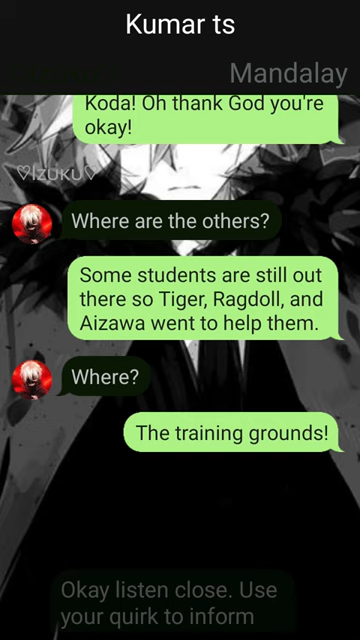 Kumar ts
Mandalay
Koda! Oh thank God you're
okay!
♡Izuku♡
Where are the others?
Some students are still out
there so Tiger, Ragdoll, and
Aizawa went to help them.
Where?
The training grounds!
Okay listen close. Use
your quirk to inform